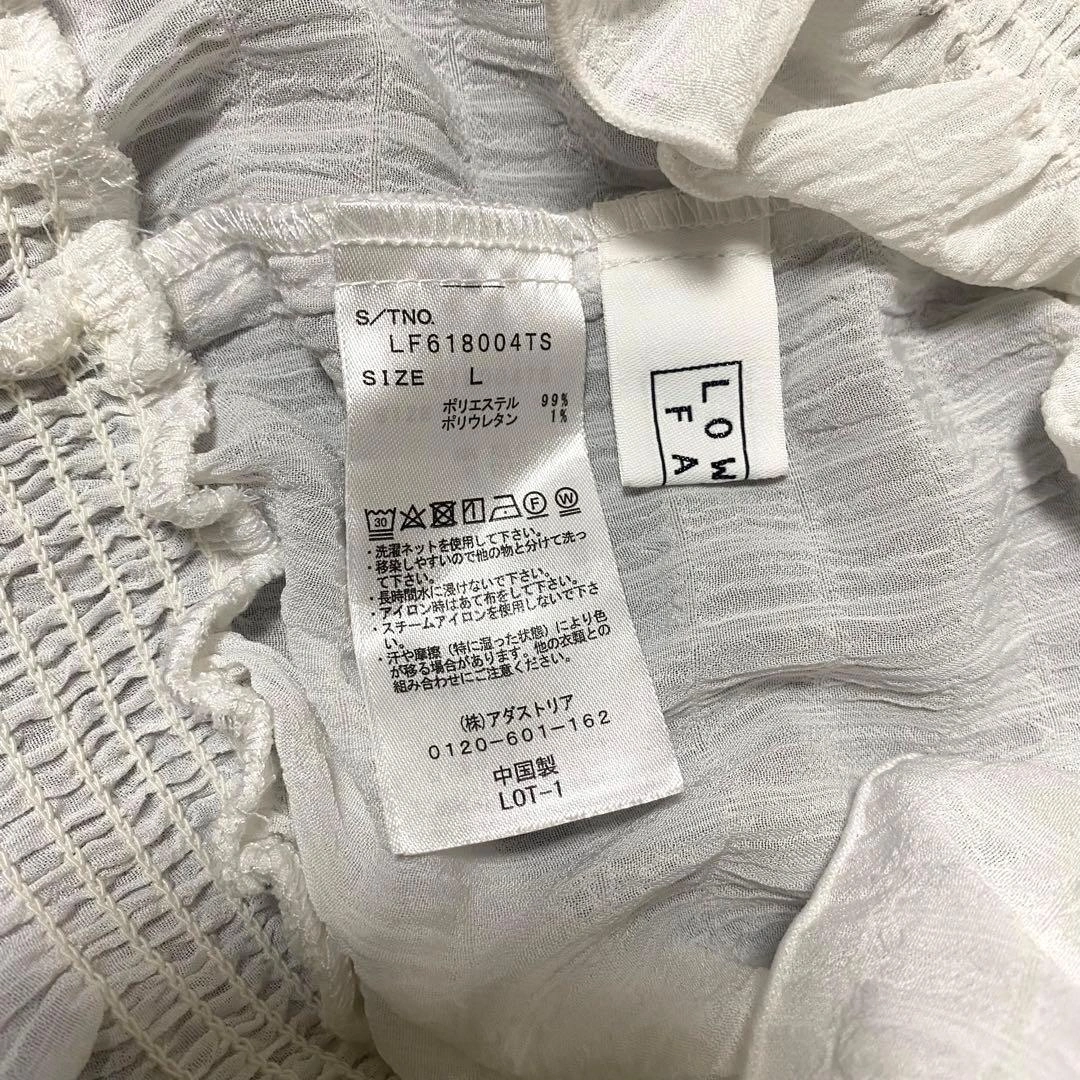 S/TNO.
LF618004TS
SIZE L
ポリエステル 99%
ポリウレタン 1%
30
F
W
・洗濯ネットを使用して下さい。
・移染しやすいので他の物と分けて洗っ
て下さい。
・長時間水に浸けないで下さい。
・アイロン時はあて布をして下さい。
・スチームアイロンを使用しないで下さ
い。
・汗や摩擦（特に湿った状態）により色
が移る場合があります。他の衣類との
組み合わせにご注意ください。
(株)アダストリア
0120-601-162
中国製
LOT-1
LOW
FA